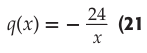 q(x) = − 24/x (21